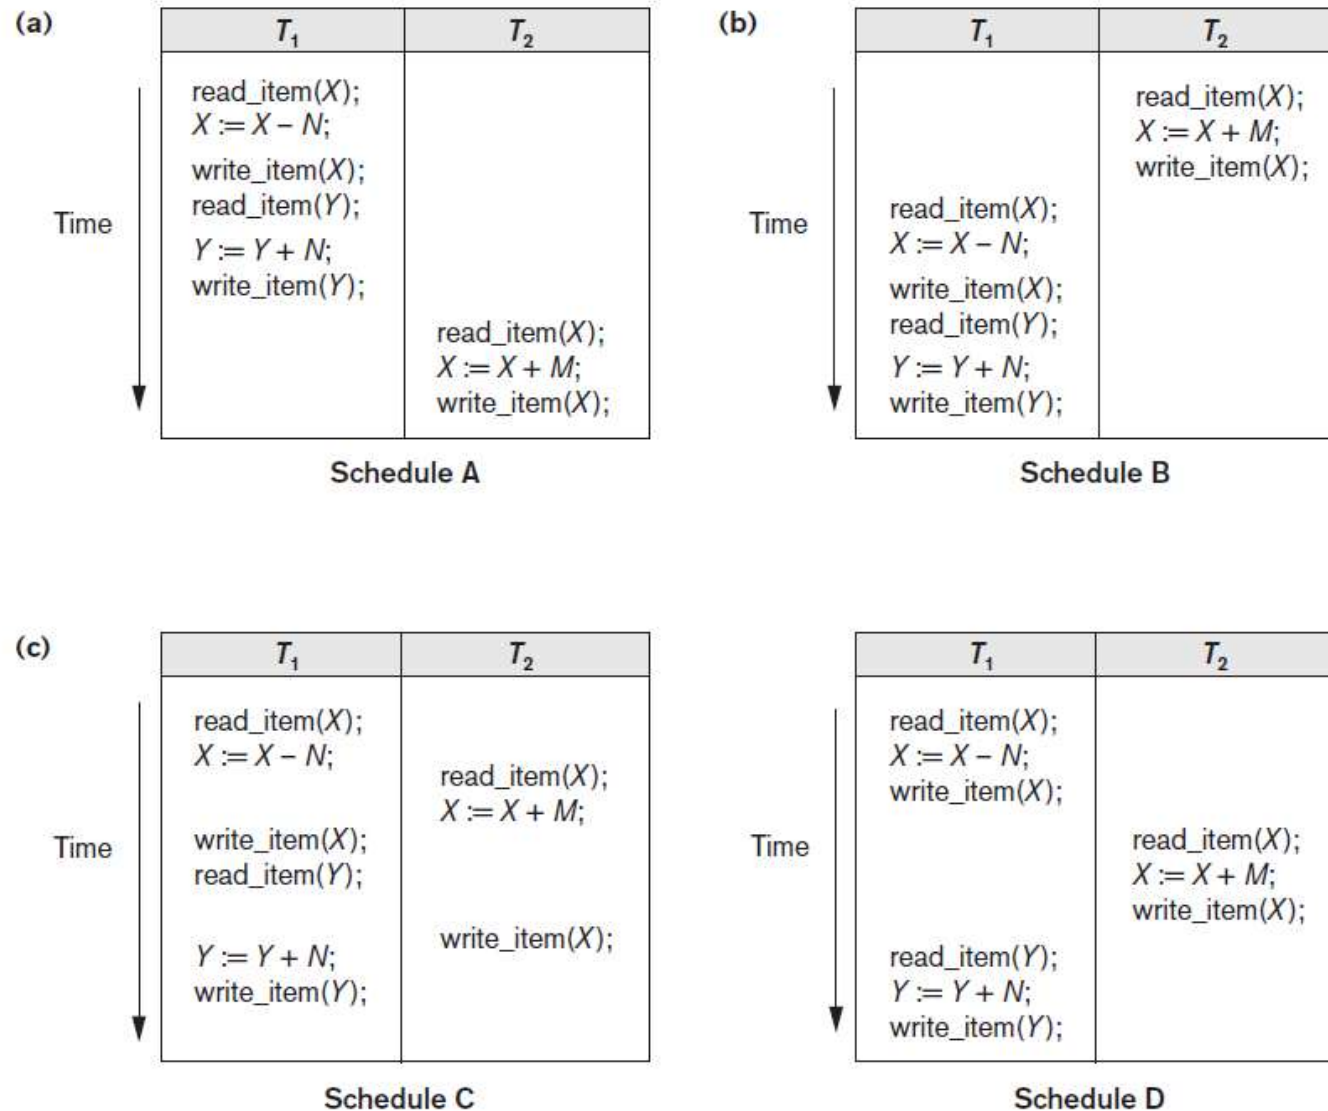 (a)
T₁ T₂
read_item(X);
X := X – N;
write_item(X);
read_item(Y);
Time
Y := Y + N;
write_item(Y);
read_item(X);
X := X + M;
write_item(X);
Schedule A
(b)
T₁ T₂
read_item(X);
X := X + M;
write_item(X);
Time
read_item(X);
X := X – N;
write_item(X);
read_item(Y);
Y := Y + N;
write_item(Y);
Schedule B
(c)
T₁ T₂
read_item(X);
X := X – N;
read_item(X);
X := X + M;
Time
write_item(X);
read_item(Y);
write_item(X);
Y := Y + N;
write_item(Y);
Schedule C
T₁ T₂
read_item(X);
X := X – N;
write_item(X);
Time
read_item(X);
X := X + M;
write_item(X);
read_item(Y);
Y := Y + N;
write_item(Y);
Schedule D